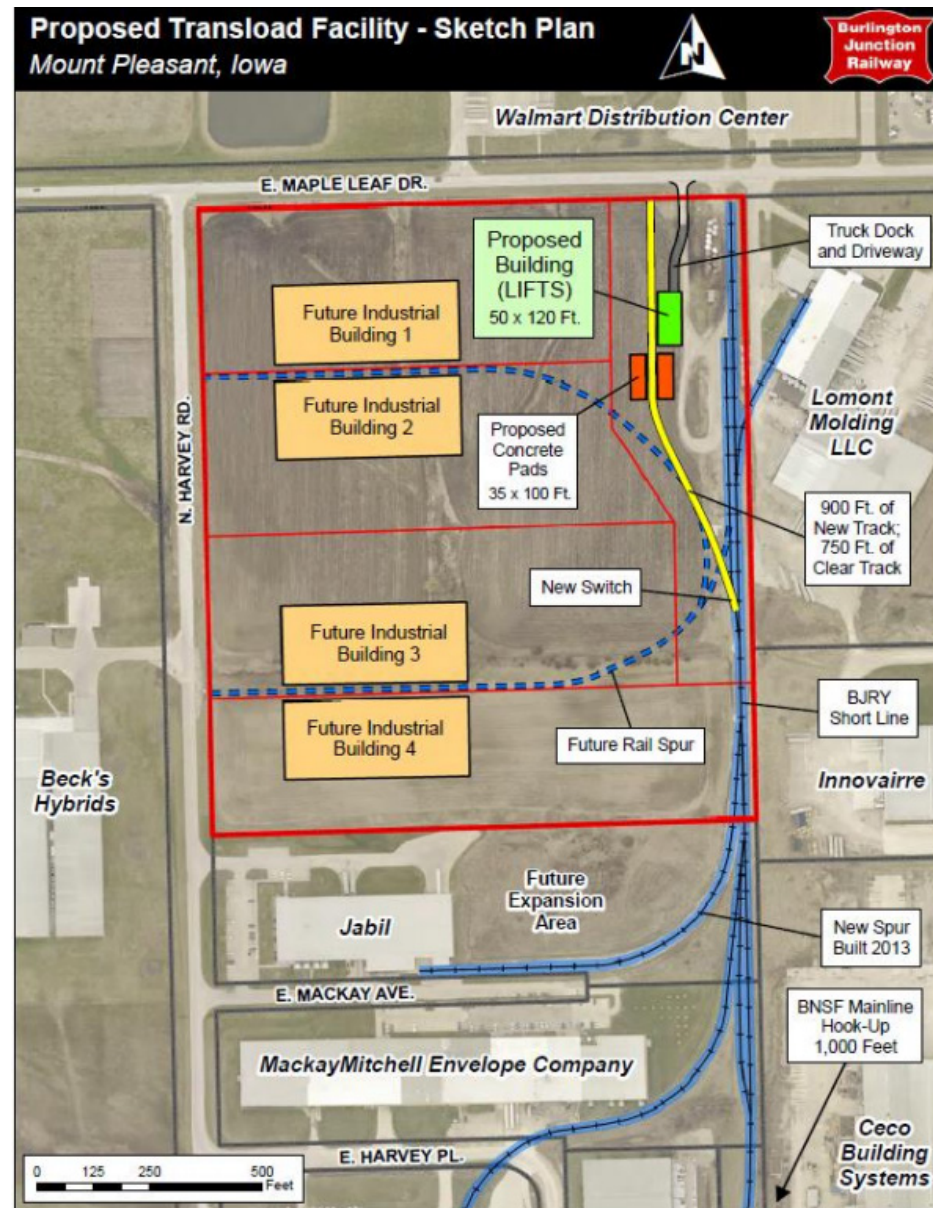 Proposed Transload Facility - Sketch Plan
Mount Pleasant, Iowa
N
Burlington
Junction
Railway
Walmart Distribution Center
E. MAPLE LEAF DR.
Truck Dock
and Driveway
Proposed
Building
(LIFTS)
50 x 120 Ft.
Future Industrial
Building 1
Future Industrial
Building 2
N. HARVEY RD.
Proposed
Concrete
Pads
35 x 100 Ft.
Lomont
Molding
LLC
900 Ft. of
New Track;
750 Ft. of
Clear Track
New Switch
Future Industrial
Building 3
Future Industrial
Building 4
Future Rail Spur
BJRY
Short Line
Beck's
Hybrids
Innovairre
Jabil
Future
Expansion
Area
New Spur
Built 2013
E. MACKAY AVE.
BNSF Mainline
Hook-Up
1,000 Feet
MackayMitchell Envelope Company
E. HARVEY PL.
Ceco
Building
Systems
0 125 250 500
Feet